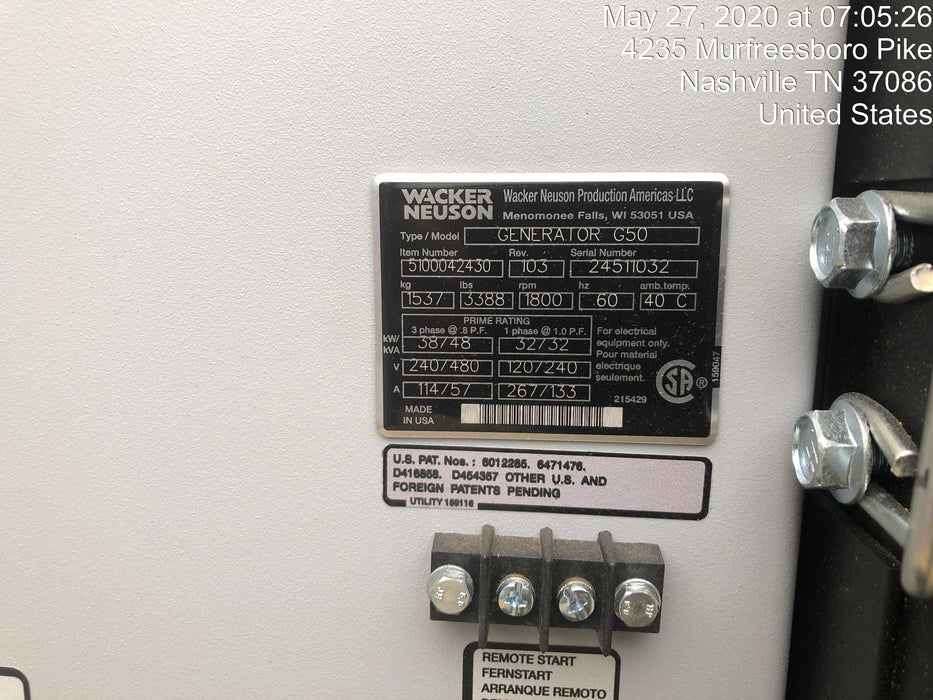 May 27, 2020 at 07:05:26
4235 Murfreesboro Pike
Nashville TN 37086
United States
WACKER NEUSON
Wacker Neuson Production Americas LLC
Menomonee Falls, WI 53051 USA
Type / Model GENERATOR G50
Item Number Rev. Serial Number
5100042430 103 24511032
kg lbs rpm hz amb.temp.
1537 3388 1800 60 40 C
PRIME RATING
3 phase @ .8 P.F. 1 phase @ 1.0 P.F.
kW/kVA 38/48 32/32
V 240/480 120/240
A 114/57 267/133
For electrical
equipment only.
Pour material
electrique
seulement.
SA ®
159047
215429
MADE
IN USA
U.S. PAT. Nos. : 6012285. 6471476.
D416858. D454357 OTHER U.S. AND
FOREIGN PATENTS PENDING
UTILITY 159116
REMOTE START
FERNSTART
ARRANQUE REMOTO